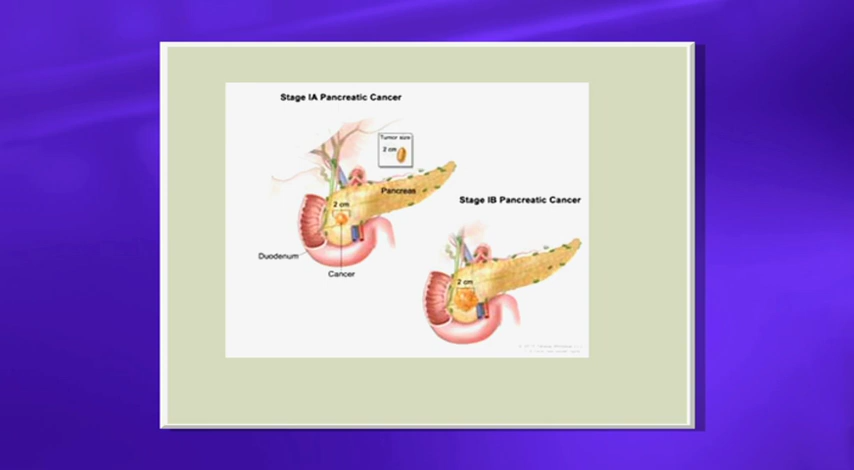 Stage IA Pancreatic Cancer
Tumor size
2 cm
Pancreas
2 cm
Duodenum
Cancer
Stage IB Pancreatic Cancer
2 cm